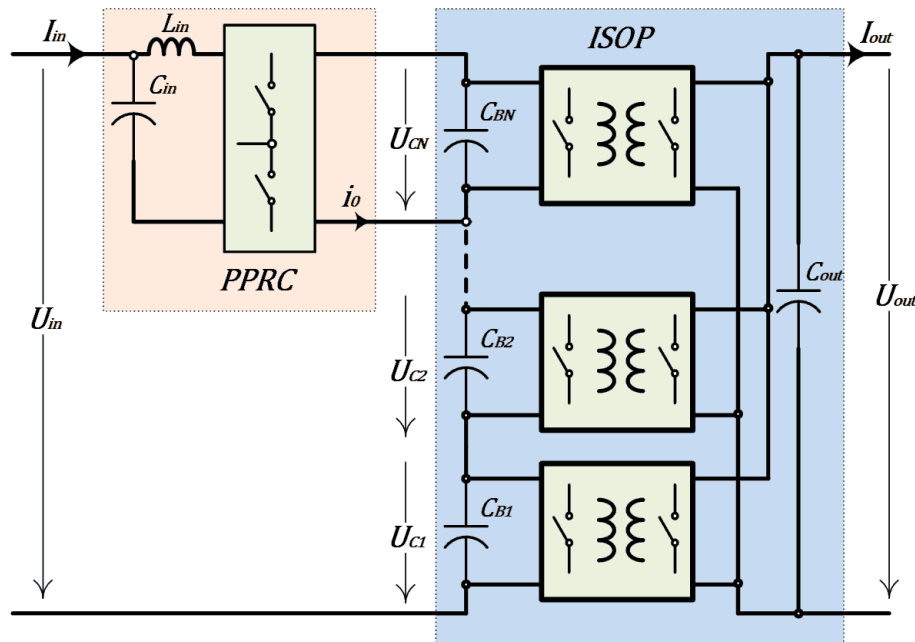 Iin
Lin
ISOP
Iout
Cin
UCN
CBN
i0
PPRC
Uin
Cout
Uout
UC2
CB2
UC1
CB1